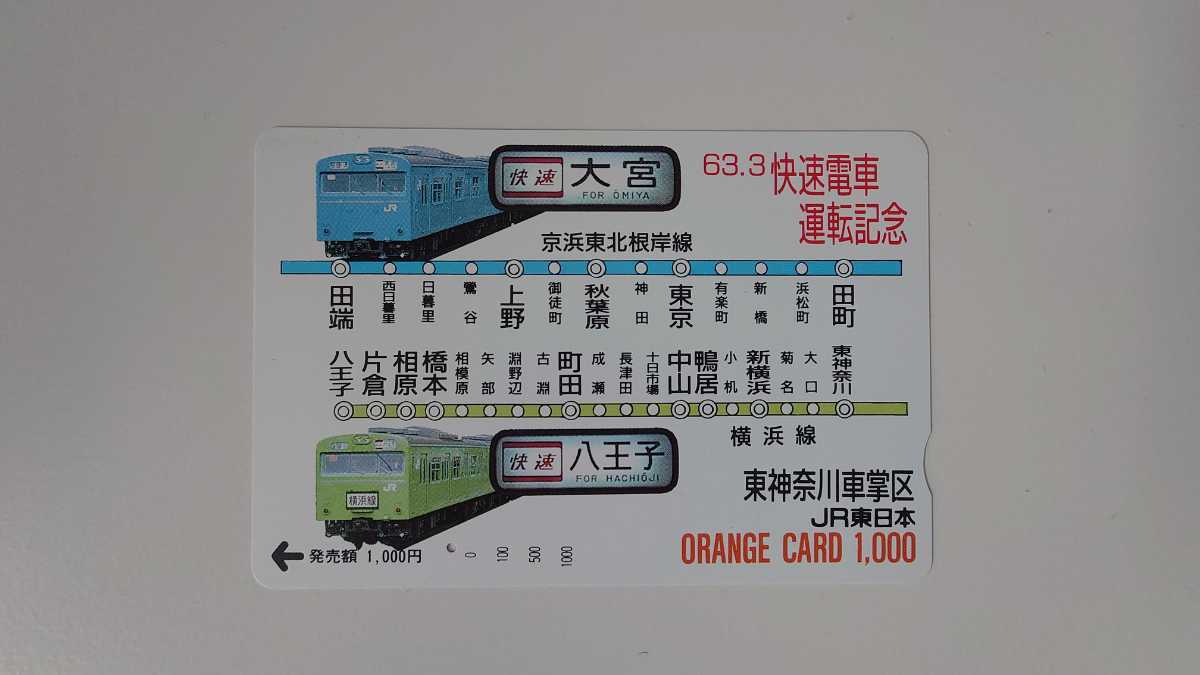 快速 大宮
FOR ŌMIYA
63.3 快速電車
運転記念
JR
京浜東北根岸線
田端 西日暮里 日暮里 鶯谷 上野 御徒町 秋葉原 神田 東京 有楽町 新橋 浜松町 田町
八王子 片倉 相原 橋本 相模原 矢部 淵野辺 古淵 町田 成瀬 長津田 十日市場 中山 鴨居 小机 新横浜 菊名 大口 東神奈川
横浜線
快速 八王子
FOR HACHIŌJI
JR
横浜線
東神奈川車掌区
JR東日本
ORANGE CARD 1,000
発売額 1,000円
0 100 500 1000